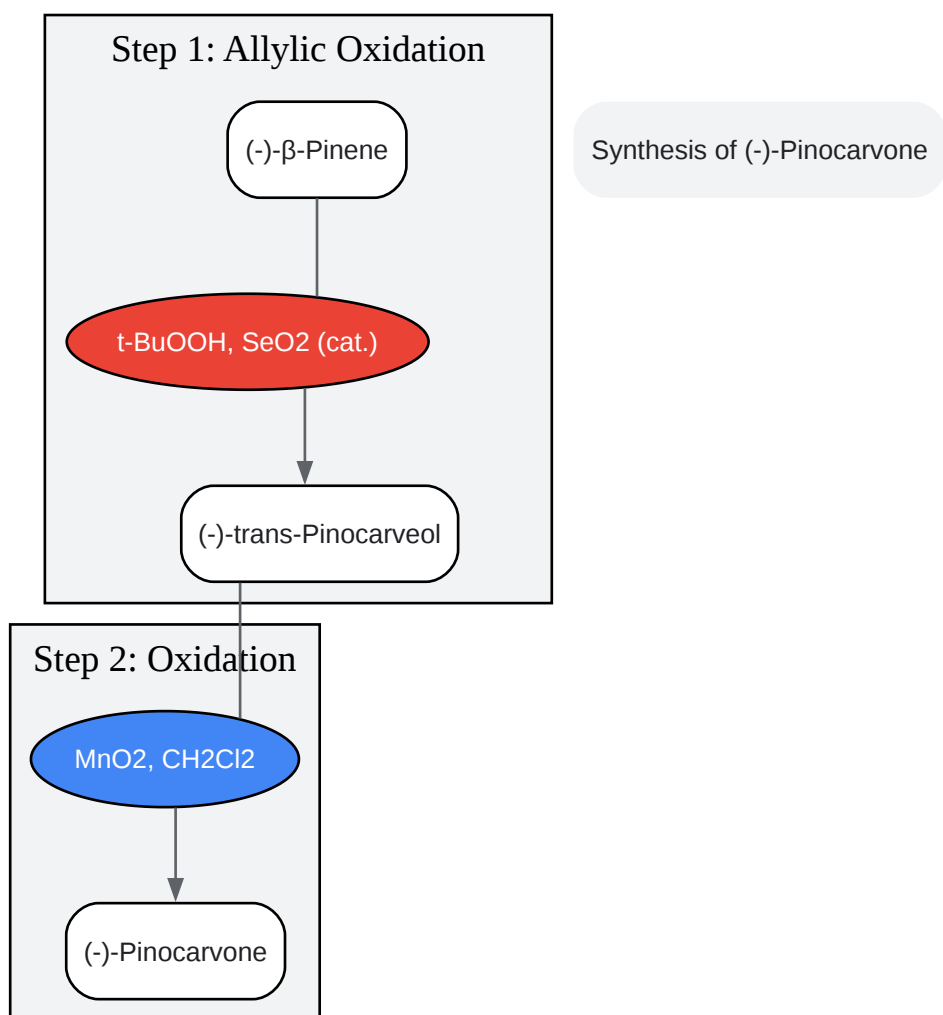 Step 1: Allylic Oxidation
(-)-β-Pinene
Synthesis of (-)-Pinocarvone
t-BuOOH, SeO2 (cat.)
(-)-trans-Pinocarveol
Step 2: Oxidation
MnO2, CH2Cl2
(-)-Pinocarvone